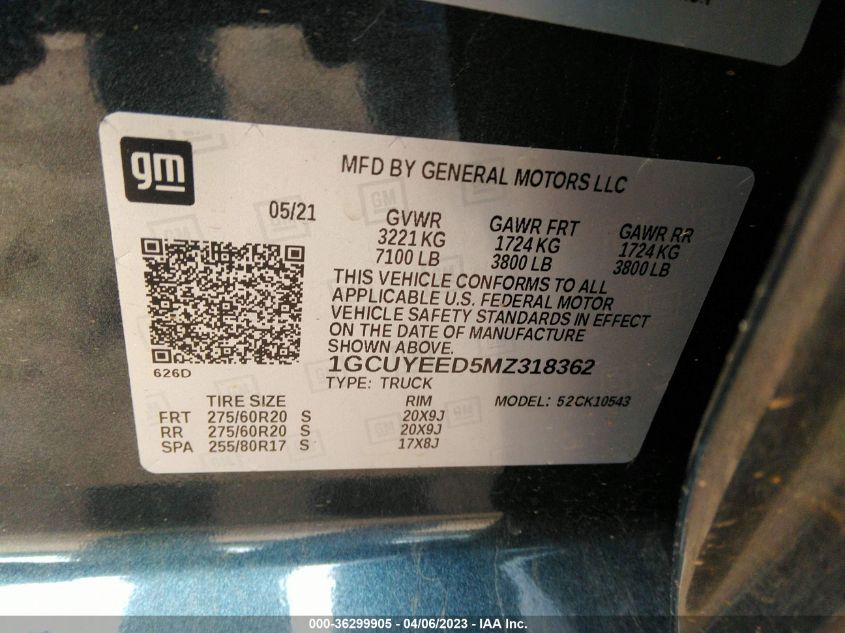 gm
MFD BY GENERAL MOTORS LLC
05/21
GVWR GAWR FRT GAWR RR
3221 KG 1724 KG 1724 KG
7100 LB 3800 LB 3800 LB
THIS VEHICLE CONFORMS TO ALL
APPLICABLE U.S. FEDERAL MOTOR
VEHICLE SAFETY STANDARDS IN EFFECT
ON THE DATE OF MANUFACTURE
SHOWN ABOVE.
626D
1GCUYEED5MZ318362
TYPE: TRUCK
TIRE SIZE RIM MODEL: 52CK10543
FRT 275/60R20 S 20X9J
RR 275/60R20 S 20X9J
SPA 255/80R17 S 17X8J
000-36299905 - 04/06/2023 - © IAA Inc.